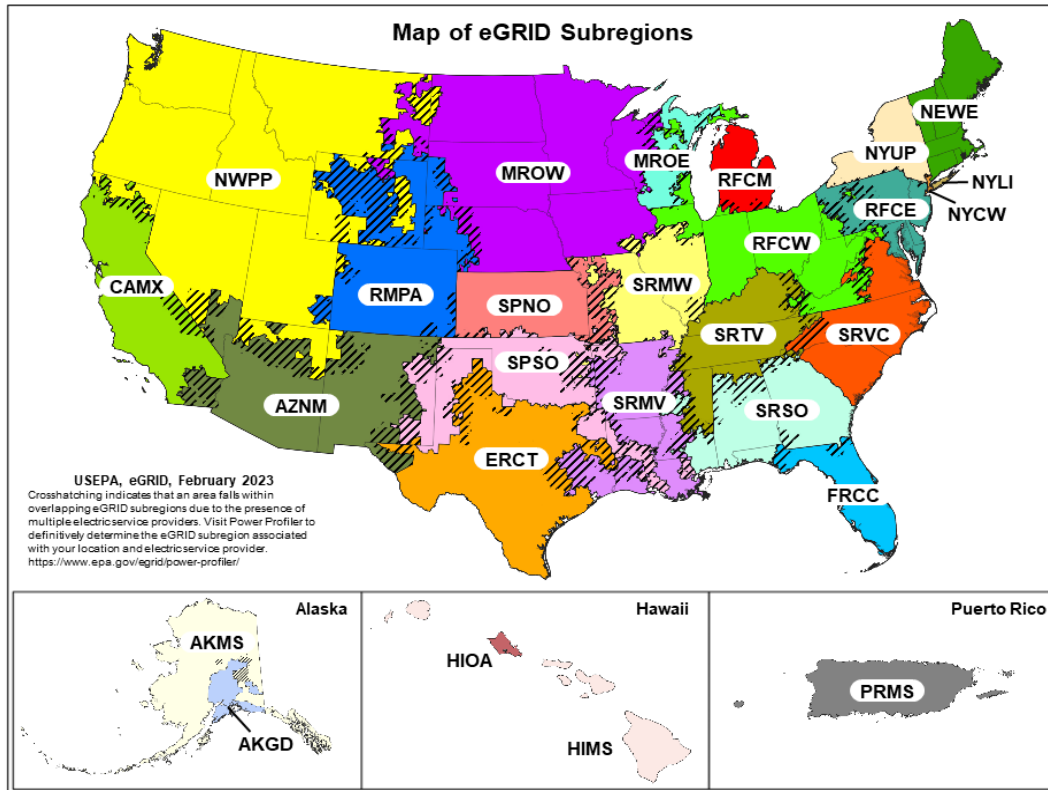 Map of eGRID Subregions
NEWE
NYUP
MROE
RFCM
NWPP
MROW
NYLI
NYCW
RFCE
RFCW
CAMX
SRMW
RMPA
SPNO
SRTV
SRVC
SPSO
SRMV
AZNM
SRSO
ERCT
FRCC
USEPA, eGRID, February 2023
Crosshatching indicates that an area falls within
overlapping eGRID subregions due to the presence of
multiple electric service providers. Visit Power Profiler to
definitively determine the eGRID subregion associated
with your location and electric service provider.
https://www.epa.gov/egrid/power-profiler/
Alaska
AKMS
AKGD
Hawaii
HIOA
HIMS
Puerto Rico
PRMS